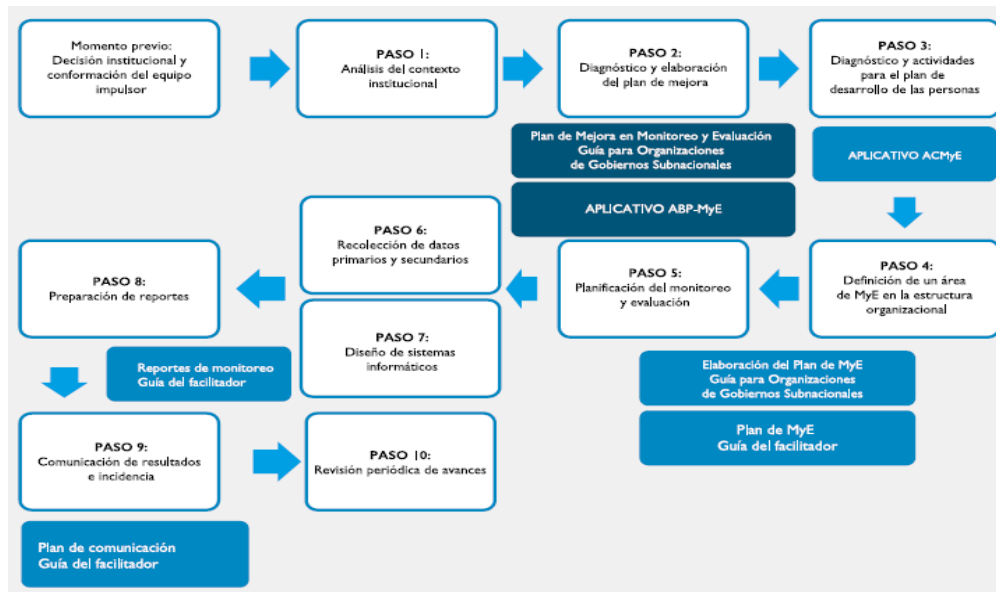 Momento previo:
Decisión institucional y
conformación del equipo
impulsor
PASO 1:
Análisis del contexto
institucional
PASO 2:
Diagnóstico y elaboración
del plan de mejora
PASO 3:
Diagnóstico y actividades
para el plan de
desarrollo de las personas
Plan de Mejora en Monitoreo y Evaluación
Guía para Organizaciones
de Gobiernos Subnacionales
APLICATIVO ABP-MyE
APLICATIVO ACMyE
PASO 4:
Definición de un área
de MyE en la estructura
organizacional
PASO 5:
Planificación del monitoreo
y evaluación
Elaboración del Plan de MyE
Guía para Organizaciones
de Gobiernos Subnacionales
Plan de MyE
Guía del facilitador
PASO 6:
Recolección de datos
primarios y secundarios
PASO 7:
Diseño de sistemas
informáticos
PASO 8:
Preparación de reportes
Reportes de monitoreo
Guía del facilitador
PASO 9:
Comunicación de resultados
e incidencia
Plan de comunicación
Guía del facilitador
PASO 10:
Revisión periódica de avances